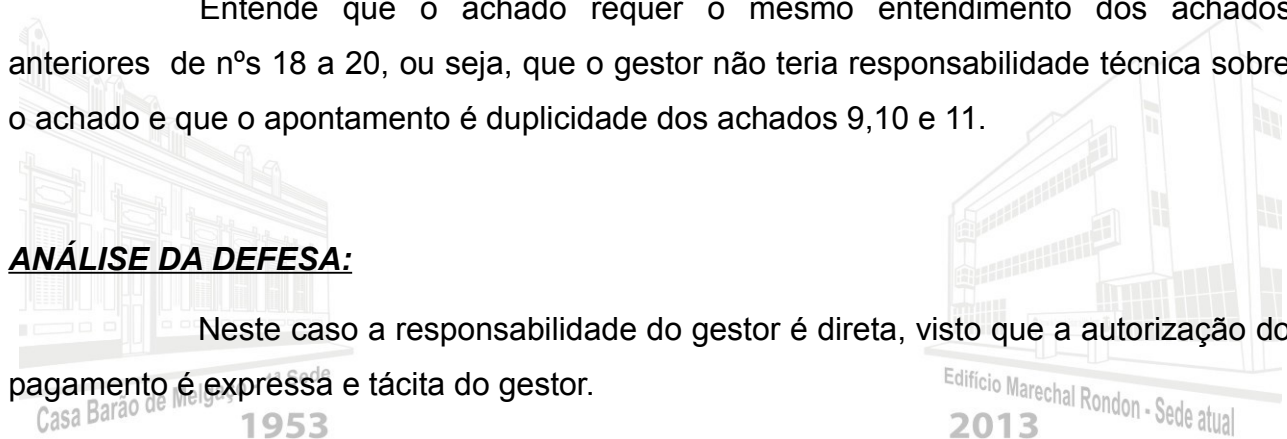 Entende que o achado requer o mesmo entendimento dos achados
anteriores de nºs 18 a 20, ou seja, que o gestor não teria responsabilidade técnica sobre
o achado e que o apontamento é duplicidade dos achados 9,10 e 11.
ANÁLISE DA DEFESA:
Neste caso a responsabilidade do gestor é direta, visto que a autorização do
pagamento é expressa e tácita do gestor.
Casa Barão de Melgaço - 1ª Sede
1953
Edifício Marechal Rondon - Sede atual
2013